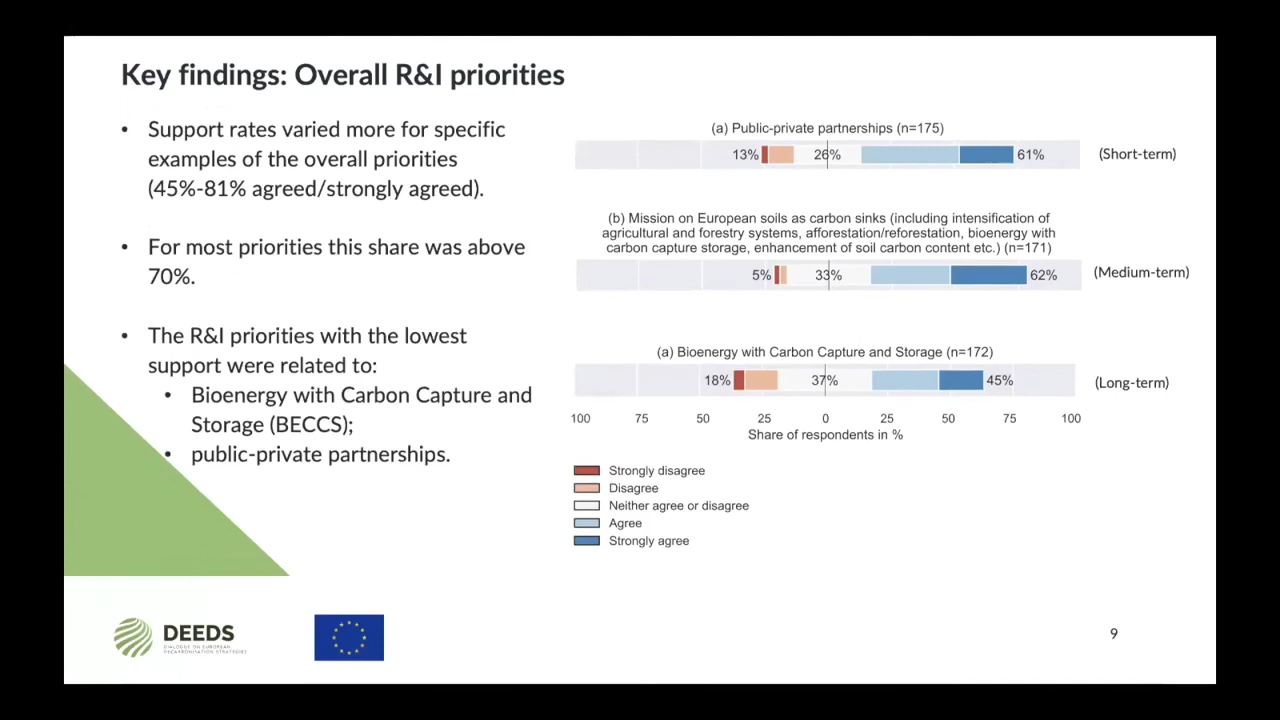 Key findings: Overall R&I priorities
• Support rates varied more for specific
examples of the overall priorities
(45%-81% agreed/strongly agreed).
• For most priorities this share was above
70%.
• The R&I priorities with the lowest
support were related to:
• Bioenergy with Carbon Capture and
Storage (BECCS);
• public-private partnerships.
(a) Public-private partnerships (n=175)
13% 26% 61% (Short-term)
(b) Mission on European soils as carbon sinks (including intensification of
agricultural and forestry systems, afforestation/reforestation, bioenergy with
carbon capture storage, enhancement of soil carbon content etc.) (n=171)
5% 33% 62% (Medium-term)
(a) Bioenergy with Carbon Capture and Storage (n=172)
18% 37% 45% (Long-term)
100 75 50 25 0 25 50 75 100
Share of respondents in %
Strongly disagree
Disagree
Neither agree or disagree
Agree
Strongly agree
DEEDS
DIALOGUE ON EUROPEAN
DECARBONISATION STRATEGIES
9